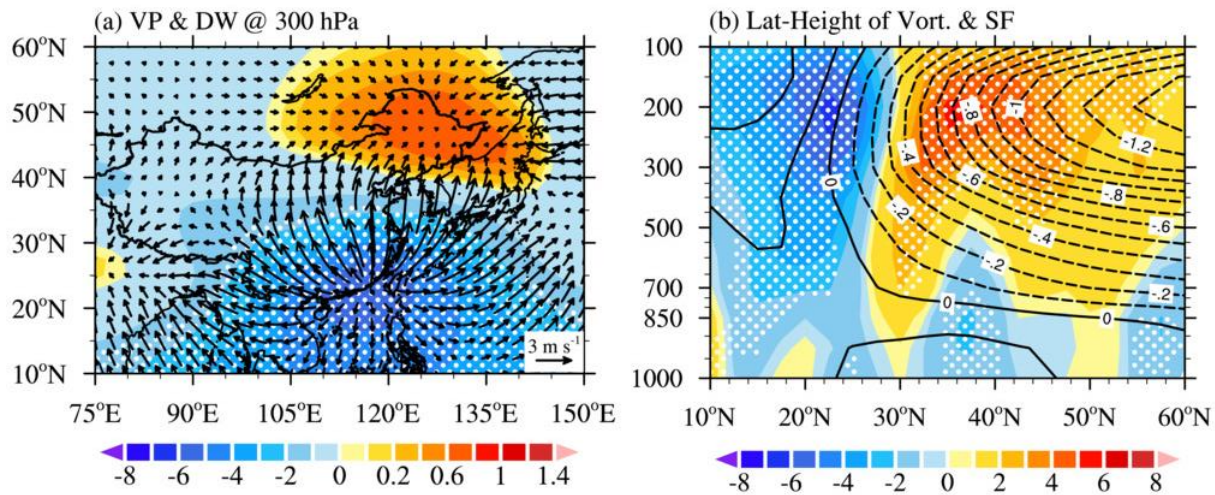 (a) VP & DW @ 300 hPa
60°N
50°N
40°N
30°N
20°N
10°N
3 m s⁻¹
75°E 90°E 105°E 120°E 135°E 150°E
-8 -6 -4 -2 0 0.2 0.6 1 1.4
(b) Lat-Height of Vort. & SF
100
200
300
500
700
850
1000
-.8
-1
-1.2
-.4
0
-.6
-.8
-.2
-.4
-.6
-.2
-.2
0
0
10°N 20°N 30°N 40°N 50°N 60°N
-8 -6 -4 -2 0 2 4 6 8